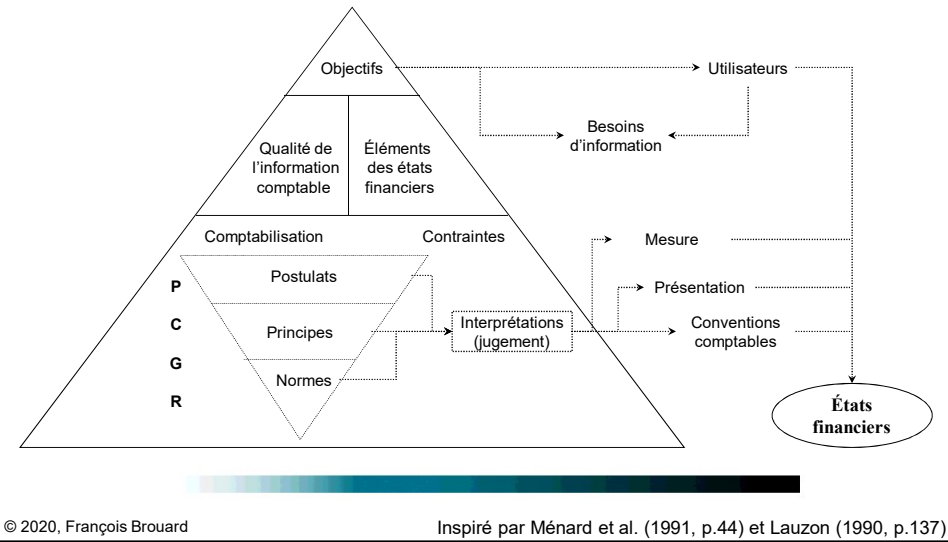 Objectifs
Utilisateurs
Besoins
d'information
Qualité de
l'information
comptable
Éléments
des états
financiers
Comptabilisation
Contraintes
Mesure
Postulats
P
Présentation
C
Principes
Interprétations
(jugement)
Conventions
comptables
G
Normes
R
États
financiers
© 2020, François Brouard
Inspiré par Ménard et al. (1991, p.44) et Lauzon (1990, p.137)